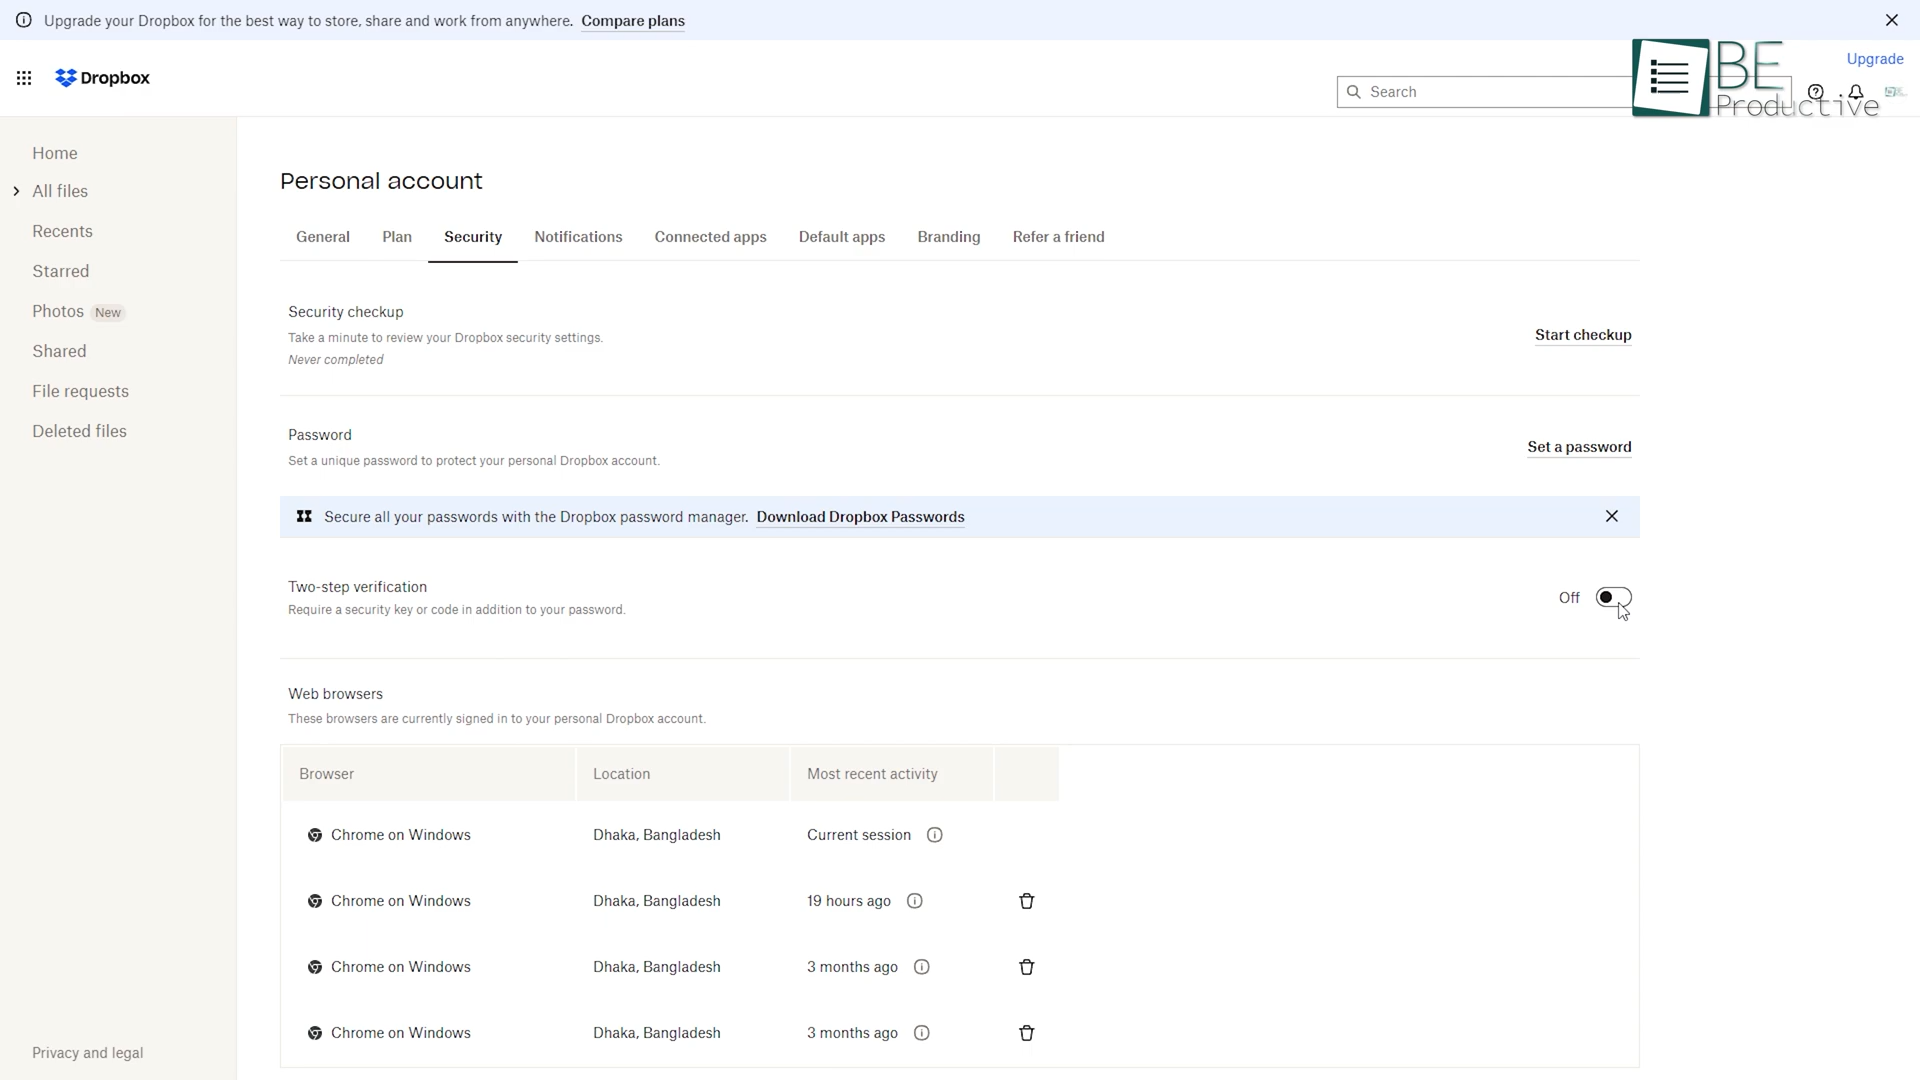 Upgrade your Dropbox for the best way to store, share and work from anywhere. Compare plans
Dropbox
Search
BE
Productive
Upgrade
Home
All files
Recents
Starred
Photos New
Shared
File requests
Deleted files
Privacy and legal
Personal account
General Plan Security Notifications Connected apps Default apps Branding Refer a friend
Security checkup
Take a minute to review your Dropbox security settings.
Never completed
Start checkup
Password
Set a unique password to protect your personal Dropbox account.
Set a password
Secure all your passwords with the Dropbox password manager. Download Dropbox Passwords
Two-step verification
Require a security key or code in addition to your password.
Off
Web browsers
These browsers are currently signed in to your personal Dropbox account.
Browser Location Most recent activity
Chrome on Windows Dhaka, Bangladesh Current session
Chrome on Windows Dhaka, Bangladesh 19 hours ago
Chrome on Windows Dhaka, Bangladesh 3 months ago
Chrome on Windows Dhaka, Bangladesh 3 months ago